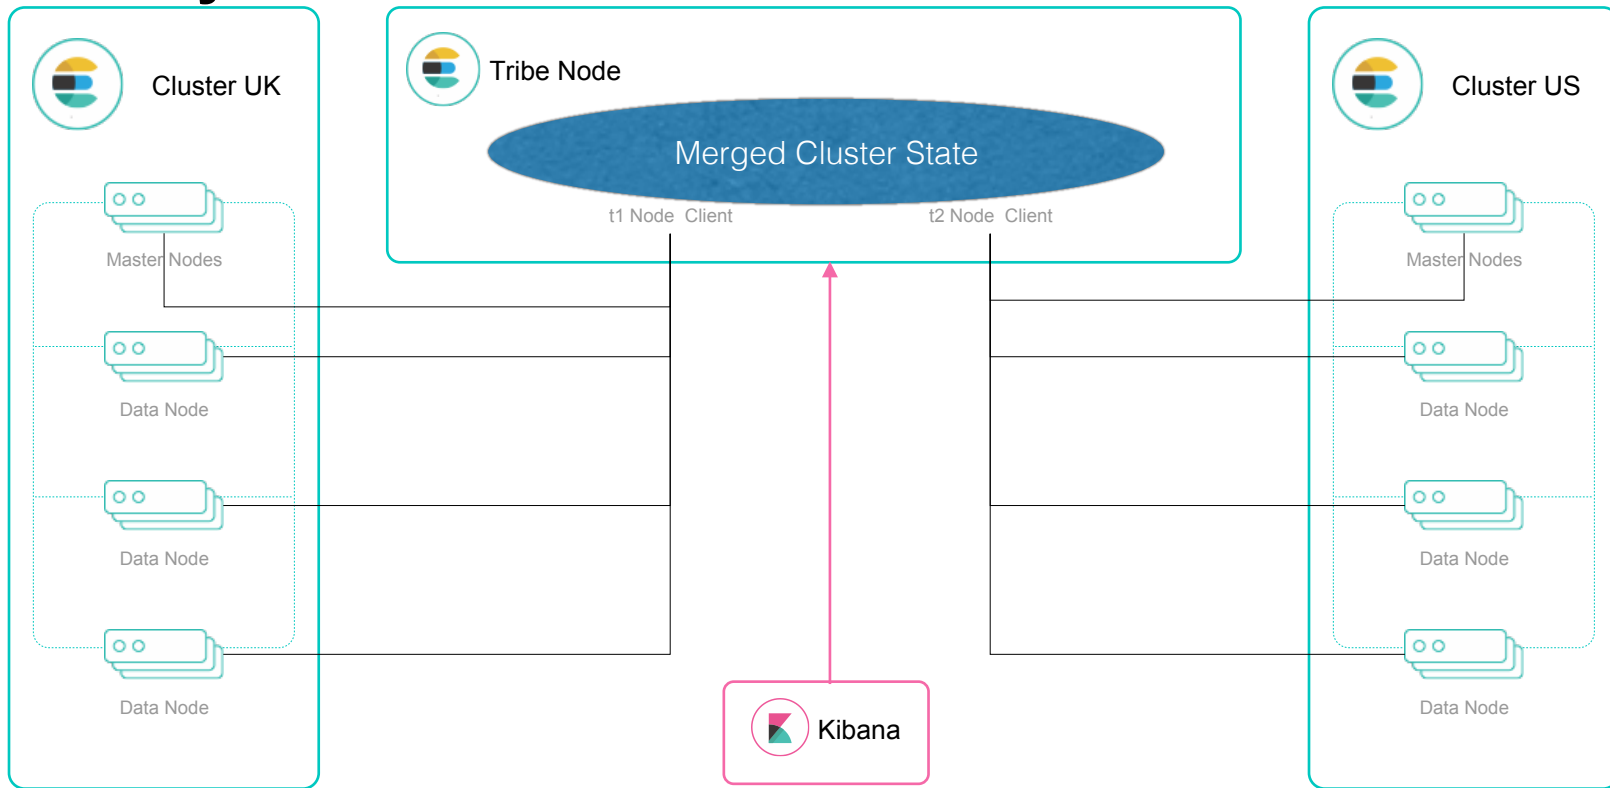 Cluster UK
Master Nodes
Data Node
Data Node
Data Node
Tribe Node
Merged Cluster State
t1 Node Client
t2 Node Client
Kibana
Cluster US
Master Nodes
Data Node
Data Node
Data Node